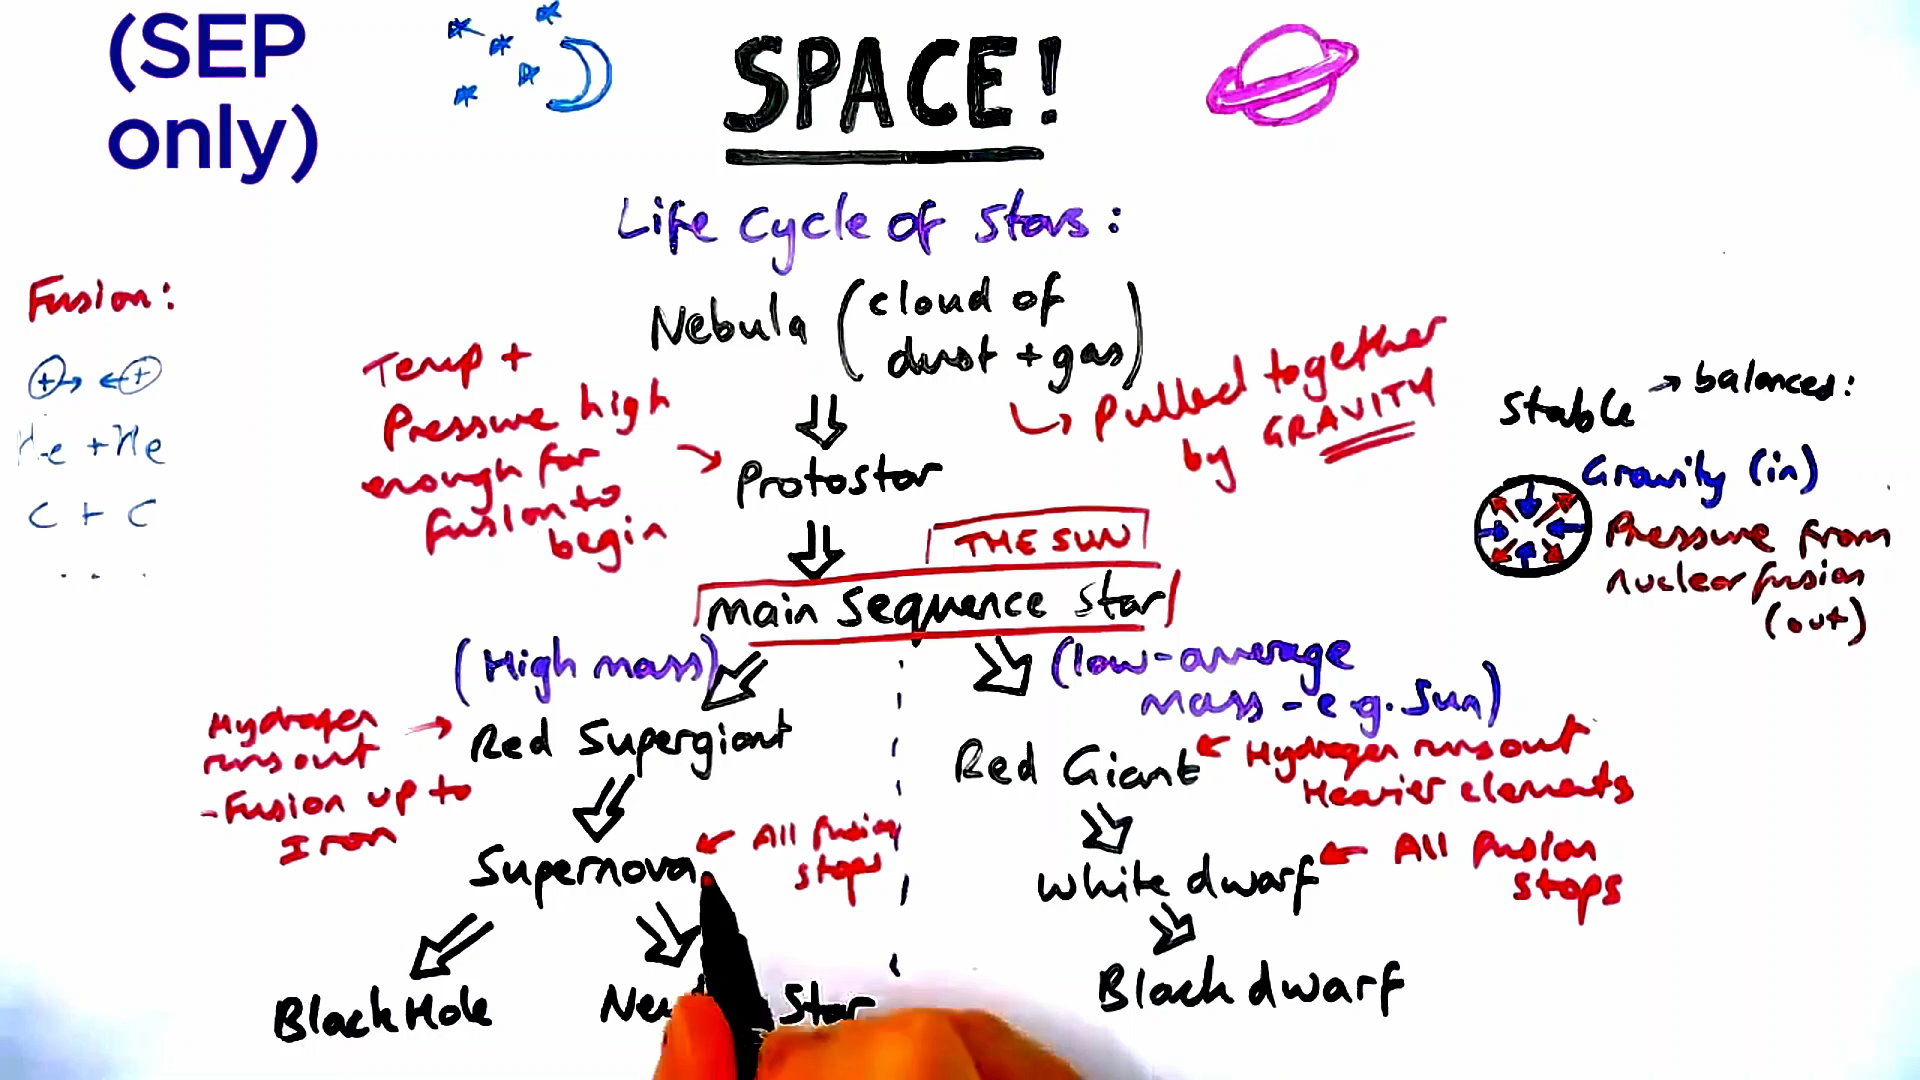 (SEP
only)
SPACE!
Life Cycle of Stars:
Fusion:
+ +
He + He
C + C
...
Nebula (cloud of
dust + gas)
Pulled together
by GRAVITY
Temp +
Pressure high
enough for
fusion to
begin
Protostar
Stable → balanced:
Gravity (in)
Pressure from
nuclear fusion
(out)
THE SUN
main sequence star
(High mass)
(low-average
mass - e.g. Sun)
Hydrogen
runs out
- Fusion up to
Iron
Red Supergiant
Red Giant
Hydrogen runs out
Heavier elements
Supernova
All fusion
stops
White dwarf
All fusion
stops
Black Hole
Star
Black dwarf